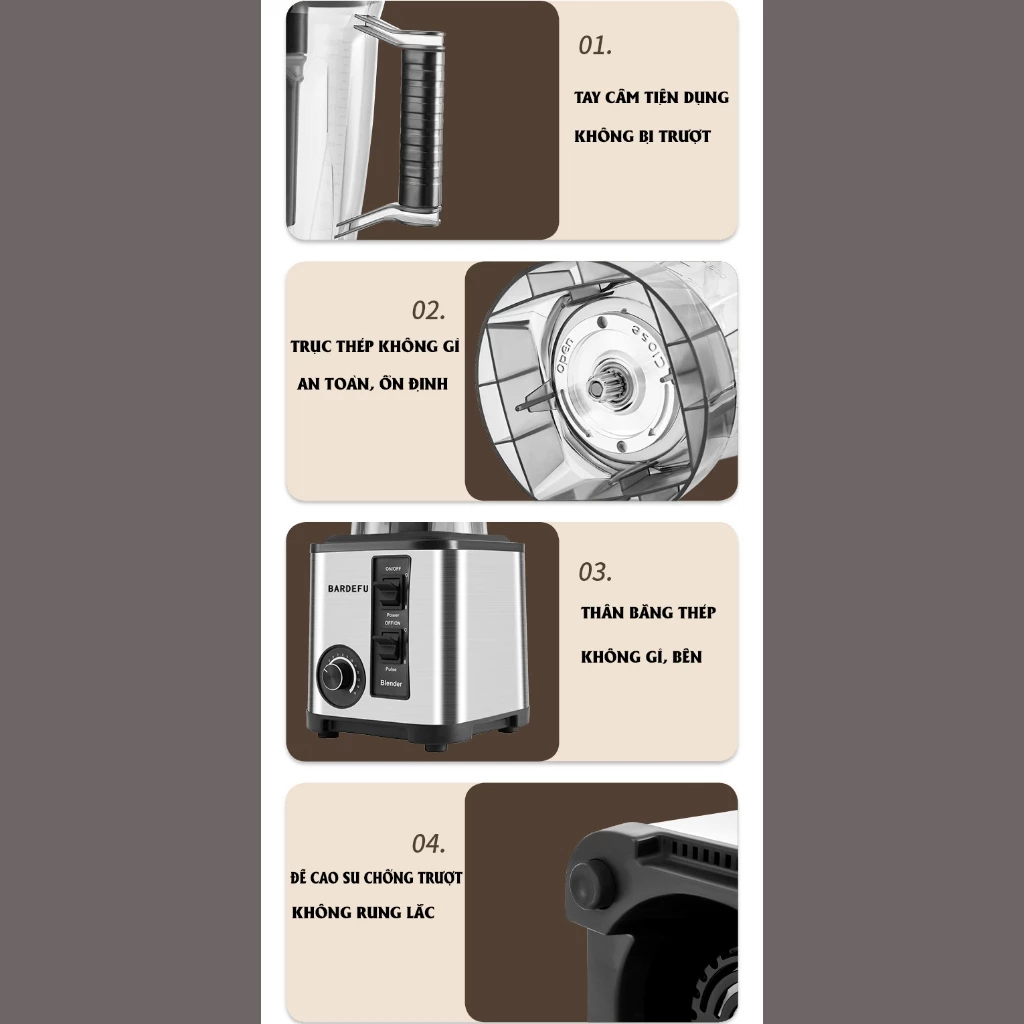 01.
TAY CẦM TIỆN DỤNG
KHÔNG BỊ TRƯỢT
02.
TRỤC THÉP KHÔNG GỈ
AN TOÀN, ỔN ĐỊNH
open
close
03.
THÂN BẰNG THÉP
KHÔNG GỈ, BỀN
ON/OFF
BARDEFU
Power
OFF/ON
Pulse
Blender
04.
ĐẾ CAO SU CHỐNG TRƯỢT
KHÔNG RUNG LẮC